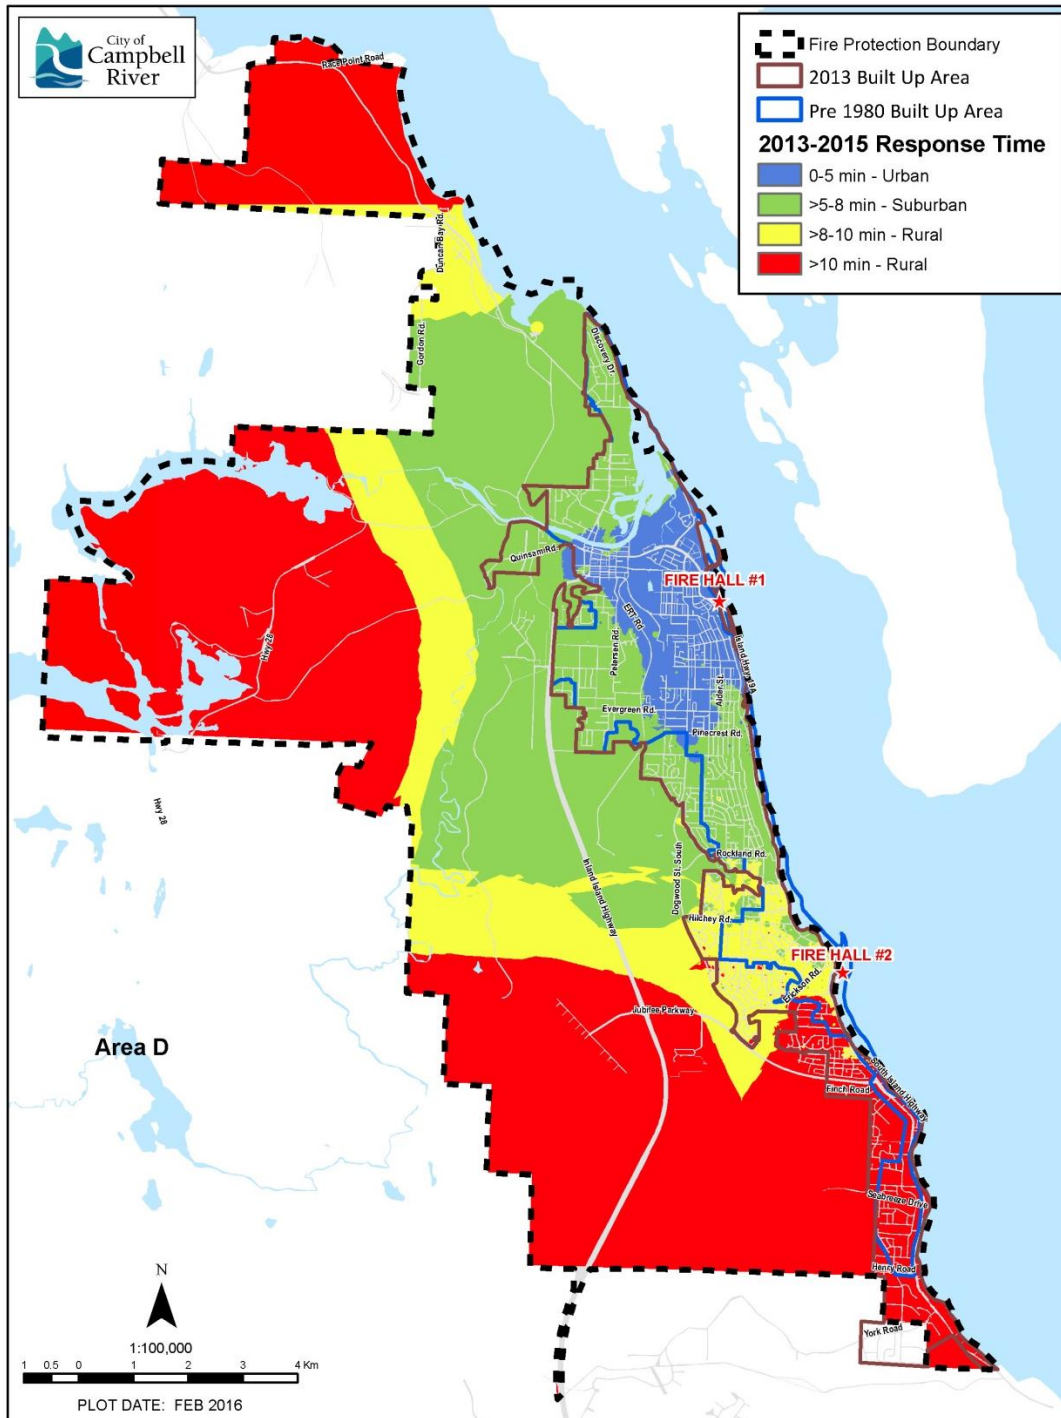 City of
Campbell
River
Fire Protection Boundary
2013 Built Up Area
Pre 1980 Built Up Area
2013-2015 Response Time
0-5 min - Urban
>5-8 min - Suburban
>8-10 min - Rural
>10 min - Rural
Race Point Road
Duncan Bay Rd.
Gordon Rd.
Discovery Dr.
Quinsam Rd.
FIRE HALL #1
ERT Rd.
Petersen Rd.
Island Hwy 19A
Hwy 28
Alder St.
Evergreen Rd.
Pinecrest Rd.
Hwy 28
Rockland Rd.
Dogwood St. South
Inland Island Highway
Hilchey Rd.
FIRE HALL #2
Erickson Rd.
Jubilee Parkway
Area D
South Island Highway
Finch Road
Seabreeze Drive
Henry Road
York Road
N
1:100,000
1 0.5 0 1 2 3 4 Km
PLOT DATE: FEB 2016